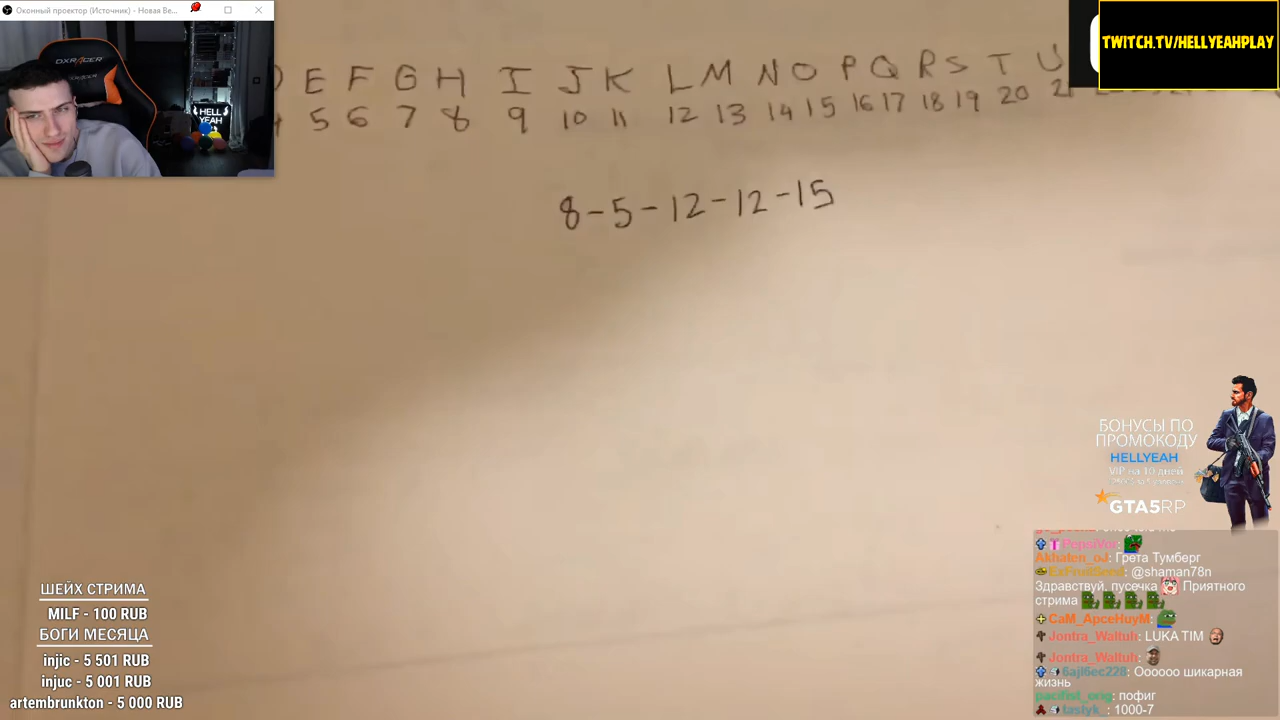 Оконный проектор (Источник) - Новая Ве...
TWITCH.TV/HELLYEAHPLAY
DXRACER
HELL
YEAH
E F G H I J K L M N O P Q R S T U
5 6 7 8 9 10 11 12 13 14 15 16 17 18 19 20 21
8-5-12-12-15
БОНУСЫ ПО
ПРОМОКОДУ
HELLYEAH
VIP на 10 дней
GTA5RP
PepsiVor:
Akhalen_oJ: Грета Тумберг
@shaman78n
Здравствуй, пусечка Приятного
стрима
CaM_ApceHuyM:
Jontra_Waltuh: LUKA TIM
Jontra_Waltuh:
6ajl6ec228: Оооооо шикарная
жизнь
pacifist_orig: пофиг
tastyk_: 1000-7
ШЕЙХ СТРИМА
MILF - 100 RUB
БОГИ МЕСЯЦА
injic - 5 501 RUB
injuc - 5 001 RUB
artembrunkton - 5 000 RUB